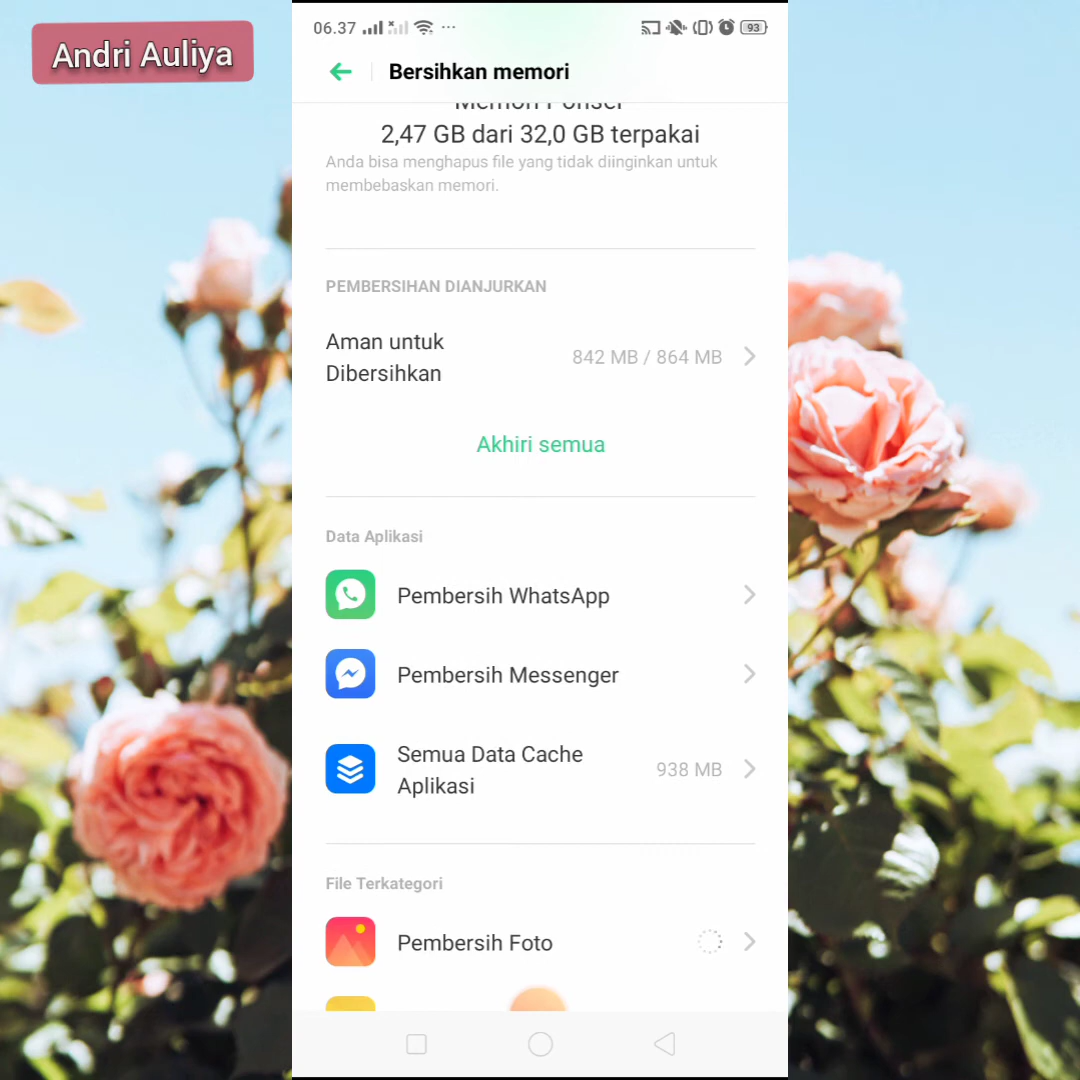 Andri Auliya
06.37
93
Bersihkan memori
Memori Ponsel
2,47 GB dari 32,0 GB terpakai
Anda bisa menghapus file yang tidak diinginkan untuk
membebaskan memori.
PEMBERSIHAN DIANJURKAN
Aman untuk
Dibersihkan
842 MB / 864 MB
Akhiri semua
Data Aplikasi
Pembersih WhatsApp
Pembersih Messenger
Semua Data Cache
Aplikasi
938 MB
File Terkategori
Pembersih Foto